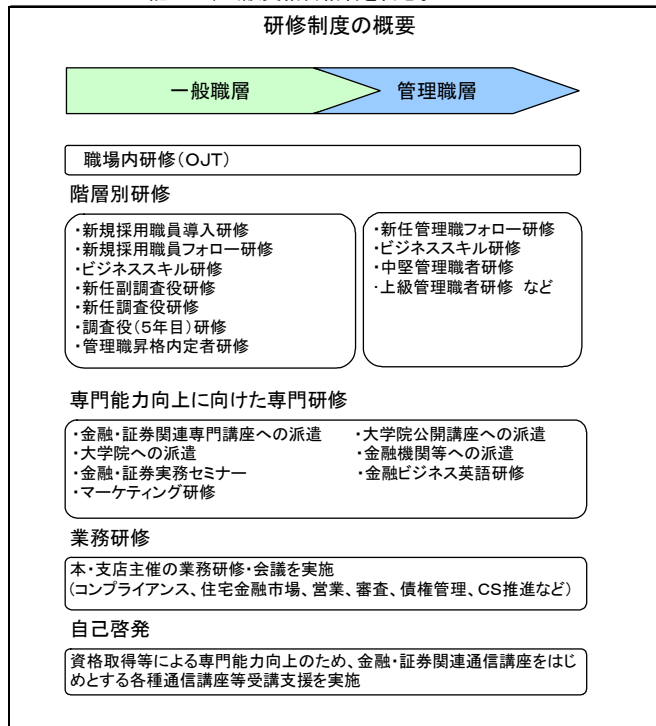 研修制度の概要
一般職層
管理職層
職場内研修(OJT)
階層別研修
・新規採用職員導入研修
・新規採用職員フォロー研修
・ビジネススキル研修
・新任副調査役研修
・新任調査役研修
・調査役(5年目)研修
・管理職昇格内定者研修
・新任管理職フォロー研修
・ビジネススキル研修
・中堅管理職者研修
・上級管理職者研修 など
専門能力向上に向けた専門研修
・金融・証券関連専門講座への派遣
・大学院への派遣
・金融・証券実務セミナー
・マーケティング研修
・大学院公開講座への派遣
・金融機関等への派遣
・金融ビジネス英語研修
業務研修
本・支店主催の業務研修・会議を実施
(コンプライアンス、住宅金融市場、営業、審査、債権管理、CS推進など)
自己啓発
資格取得等による専門能力向上のため、金融・証券関連通信講座をはじ
めとする各種通信講座等受講支援を実施